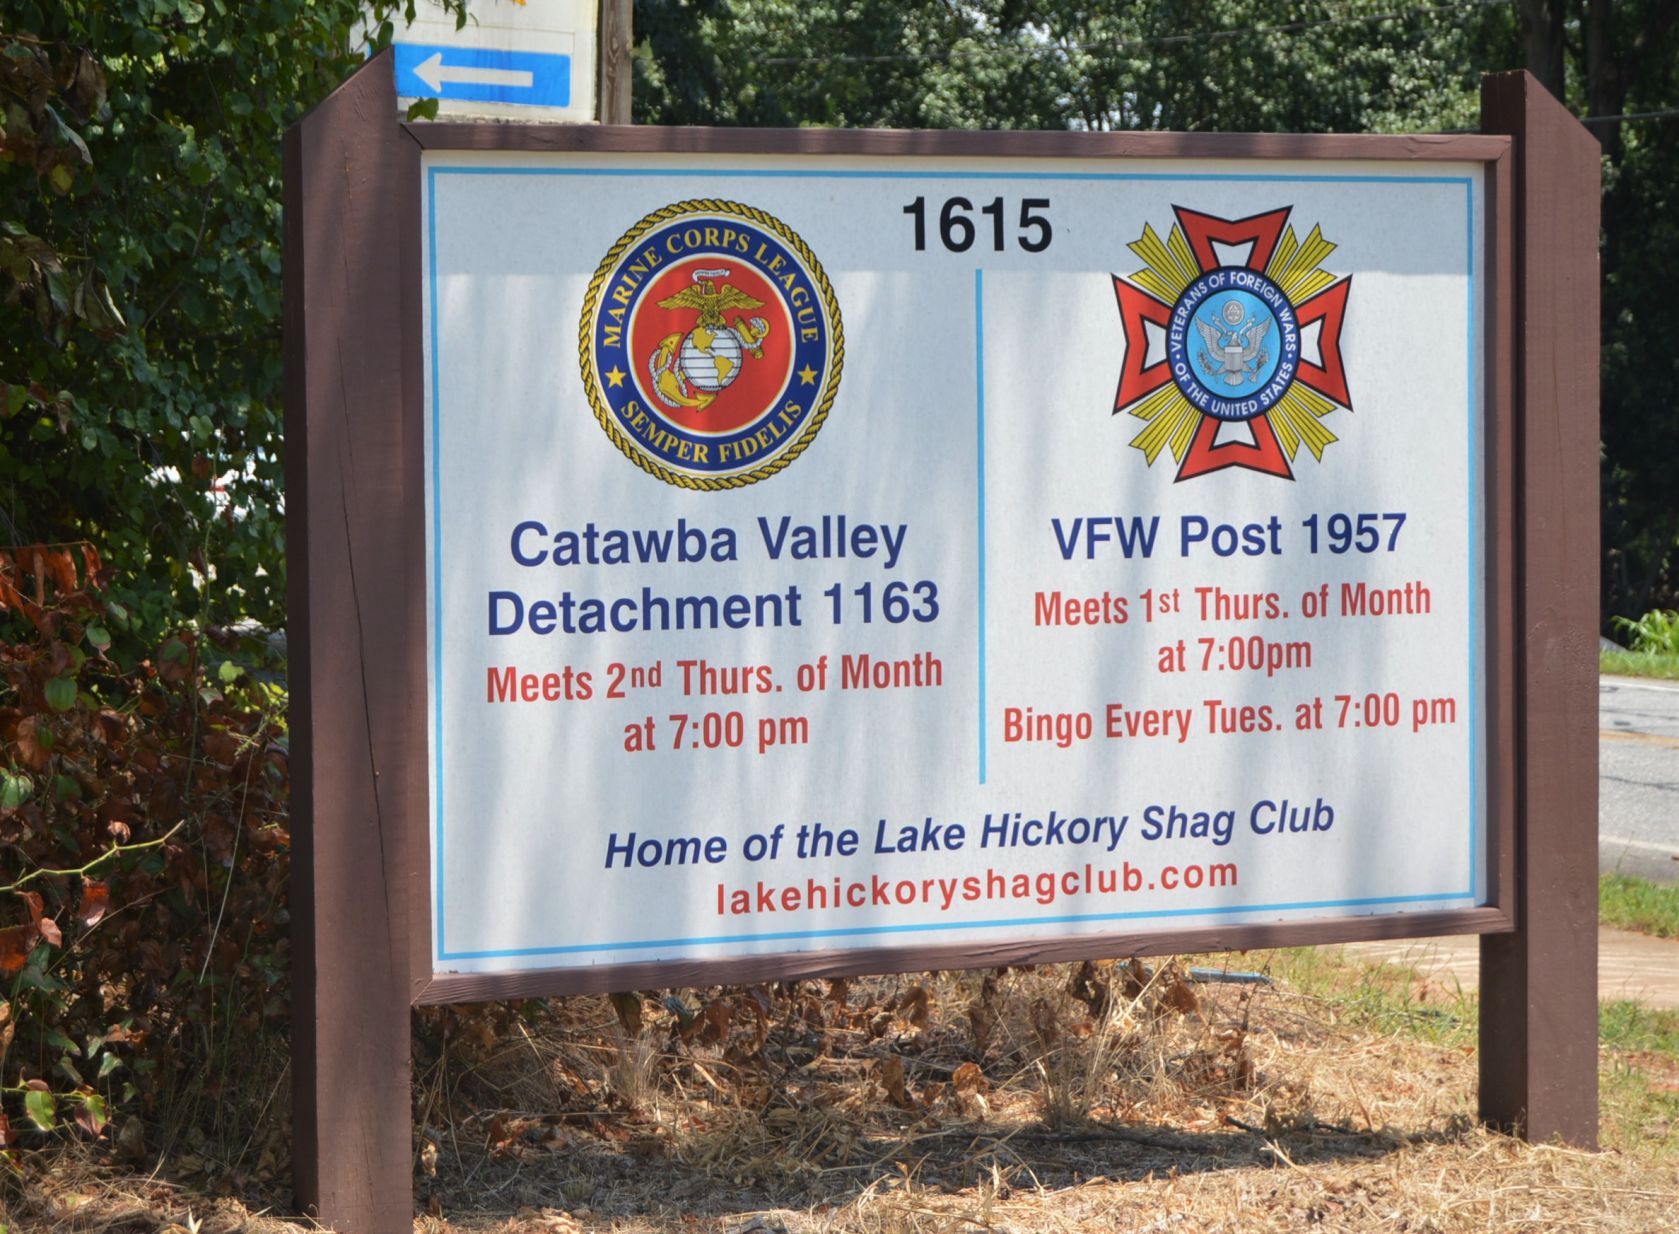 1615
MARINE CORPS LEAGUE
SEMPER FIDELIS
Catawba Valley
Detachment 1163
Meets 2nd Thurs. of Month
at 7:00 pm
VETERANS OF FOREIGN WARS
OF THE UNITED STATES
VFW Post 1957
Meets 1st Thurs. of Month
at 7:00pm
Bingo Every Tues. at 7:00 pm
Home of the Lake Hickory Shag Club
lakehickoryshagclub.com